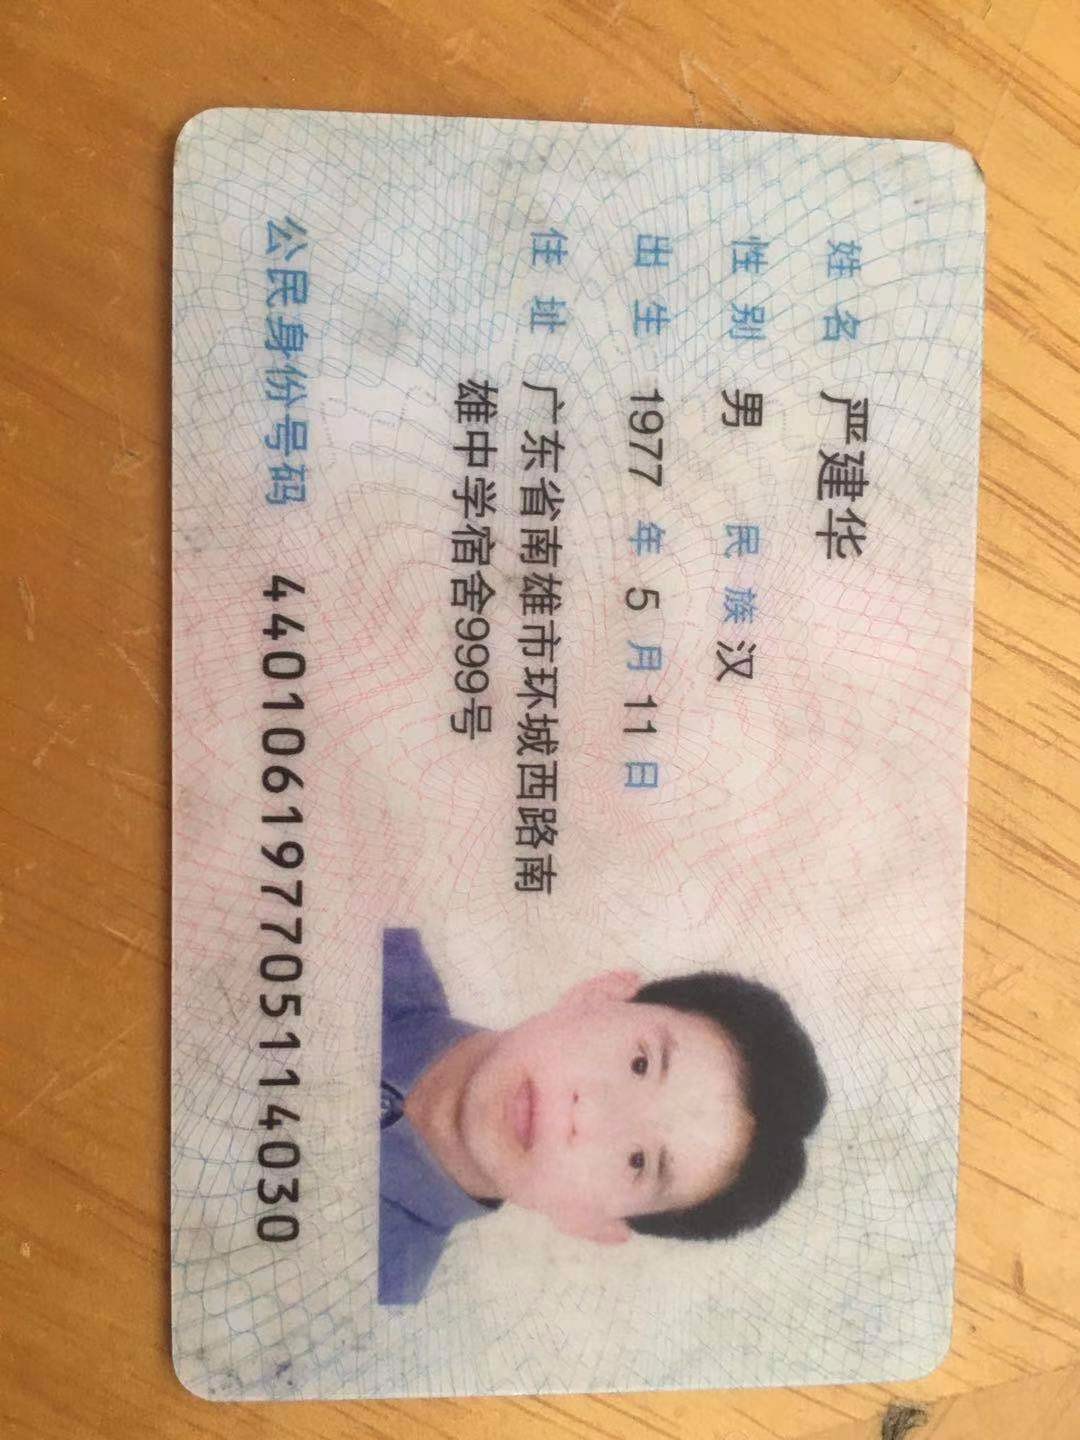 姓名 严建华
性别 男 民族 汉
出生 1977 年 5 月 11 日
住址 广东省南雄市环城西路南
雄中学宿舍999号
公民身份号码 440106197705114030